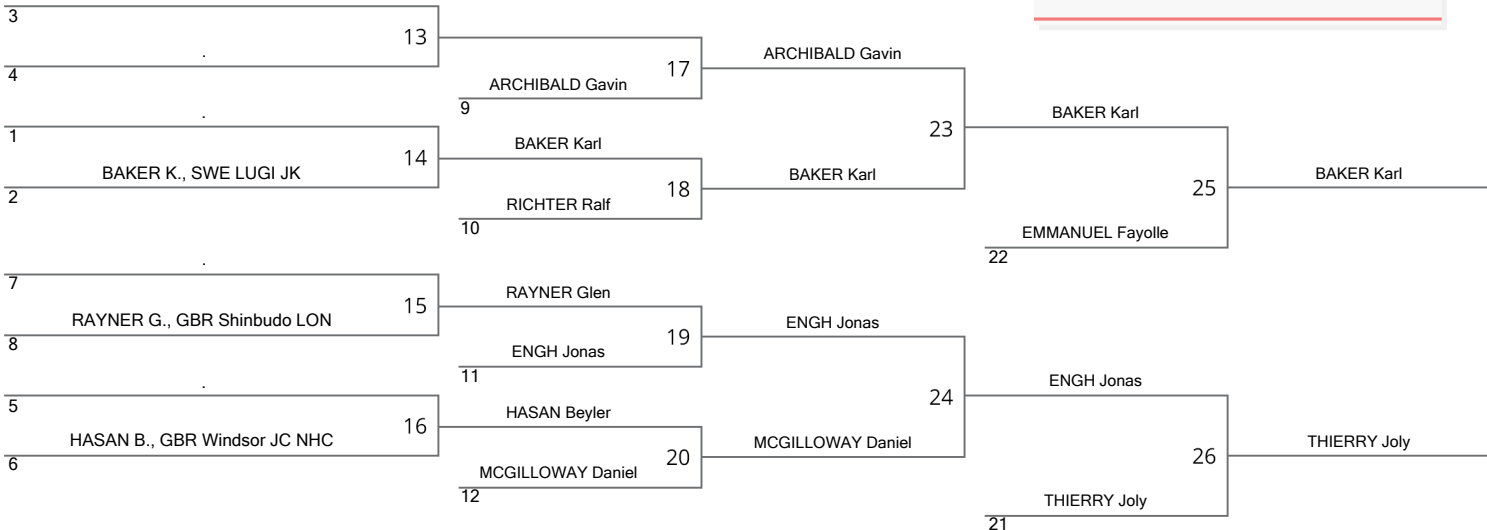 3
13
.
4
ARCHIBALD Gavin
17
ARCHIBALD Gavin
9
.
1
BAKER Karl
23
BAKER Karl
14
BAKER K., SWE LUGI JK
2
BAKER Karl
18
RICHTER Ralf
10
25
BAKER Karl
EMMANUEL Fayolle
22
.
7
RAYNER Glen
15
RAYNER G., GBR Shinbudo LON
8
ENGH Jonas
19
ENGH Jonas
11
.
5
ENGH Jonas
24
HASAN Beyler
16
HASAN B., GBR Windsor JC NHC
6
MCGILLOWAY Daniel
20
MCGILLOWAY Daniel
12
THIERRY Joly
26
THIERRY Joly
21